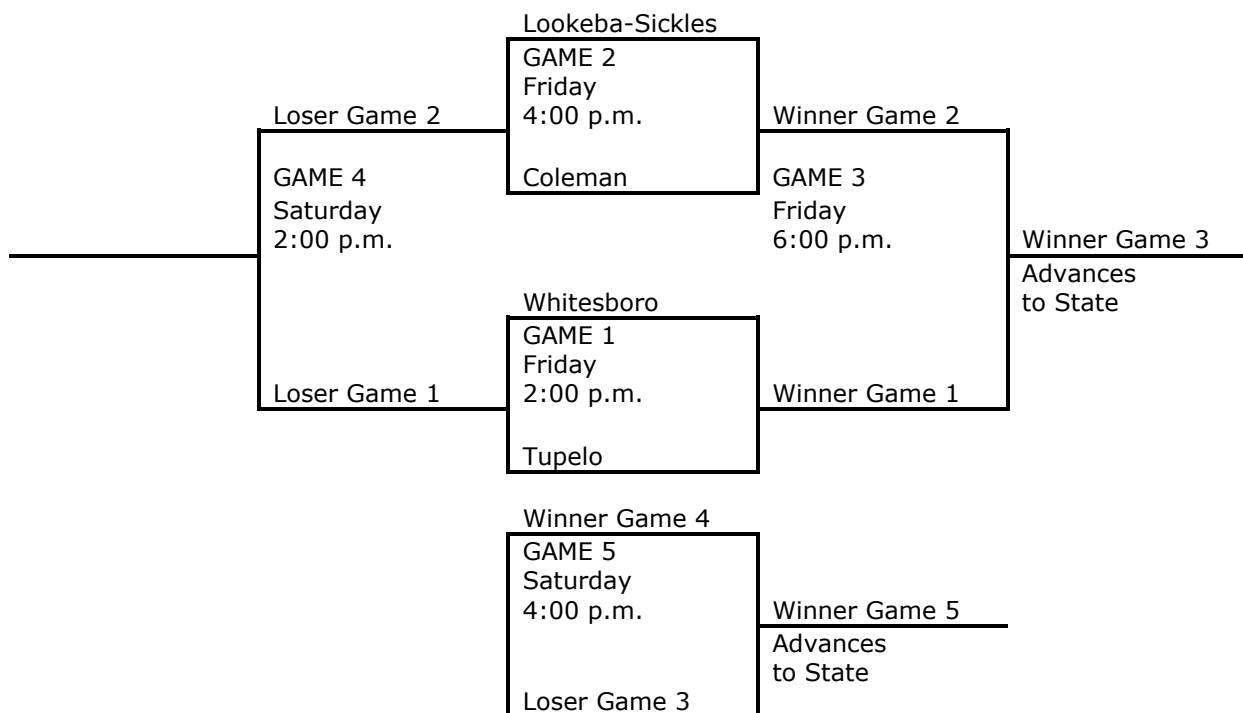 Lookeba-Sickles
GAME 2
Friday
4:00 p.m.
Coleman
Loser Game 2
GAME 4
Saturday
2:00 p.m.
Loser Game 1
Winner Game 2
GAME 3
Friday
6:00 p.m.
Winner Game 1
Winner Game 3
Advances
to State
Whitesboro
GAME 1
Friday
2:00 p.m.
Tupelo
Winner Game 4
GAME 5
Saturday
4:00 p.m.
Loser Game 3
Winner Game 5
Advances
to State